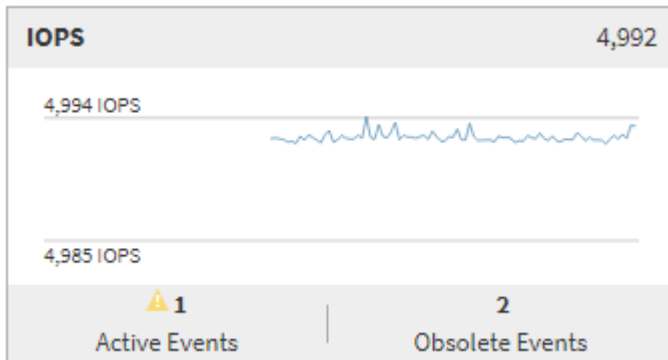 IOPS 4,992
4,994 IOPS
4,985 IOPS
1 2
Active Events Obsolete Events